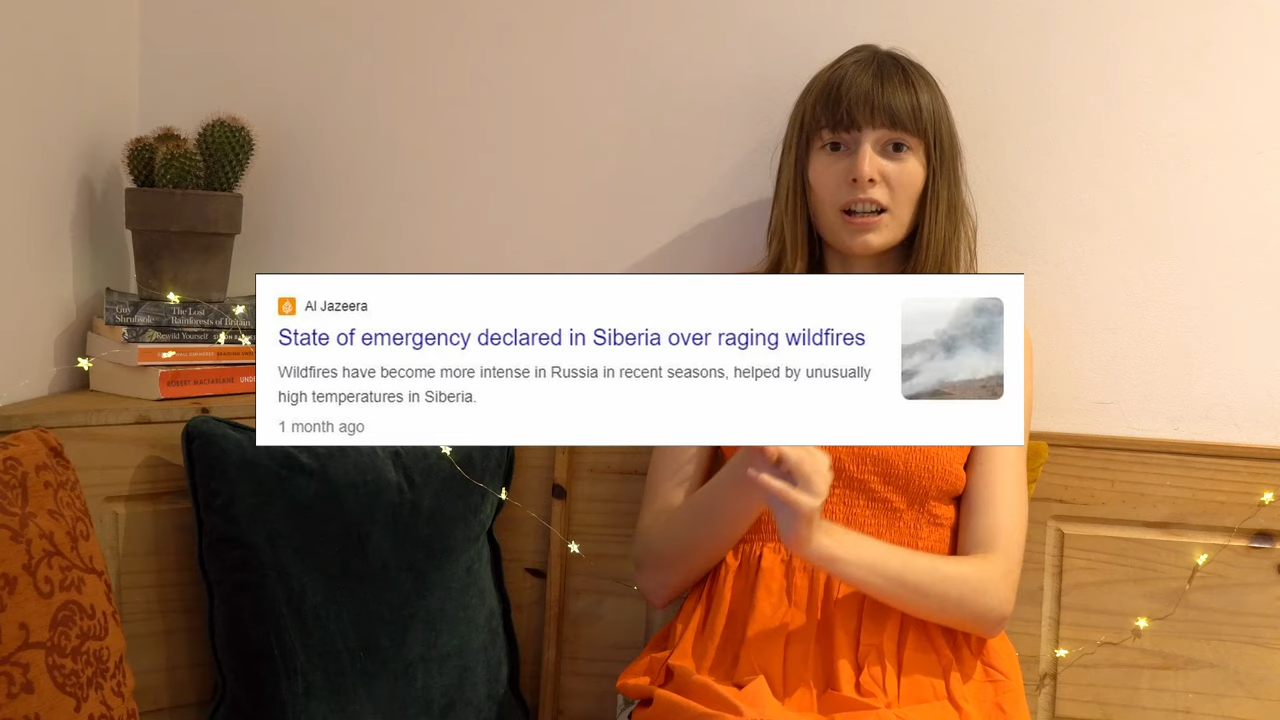 Guy
Shrubsole
The Lost
Rainforests of Britain
Rewild Yourself
ROBERT MACFARLANE
Al Jazeera
State of emergency declared in Siberia over raging wildfires
Wildfires have become more intense in Russia in recent seasons, helped by unusually
high temperatures in Siberia.
1 month ago